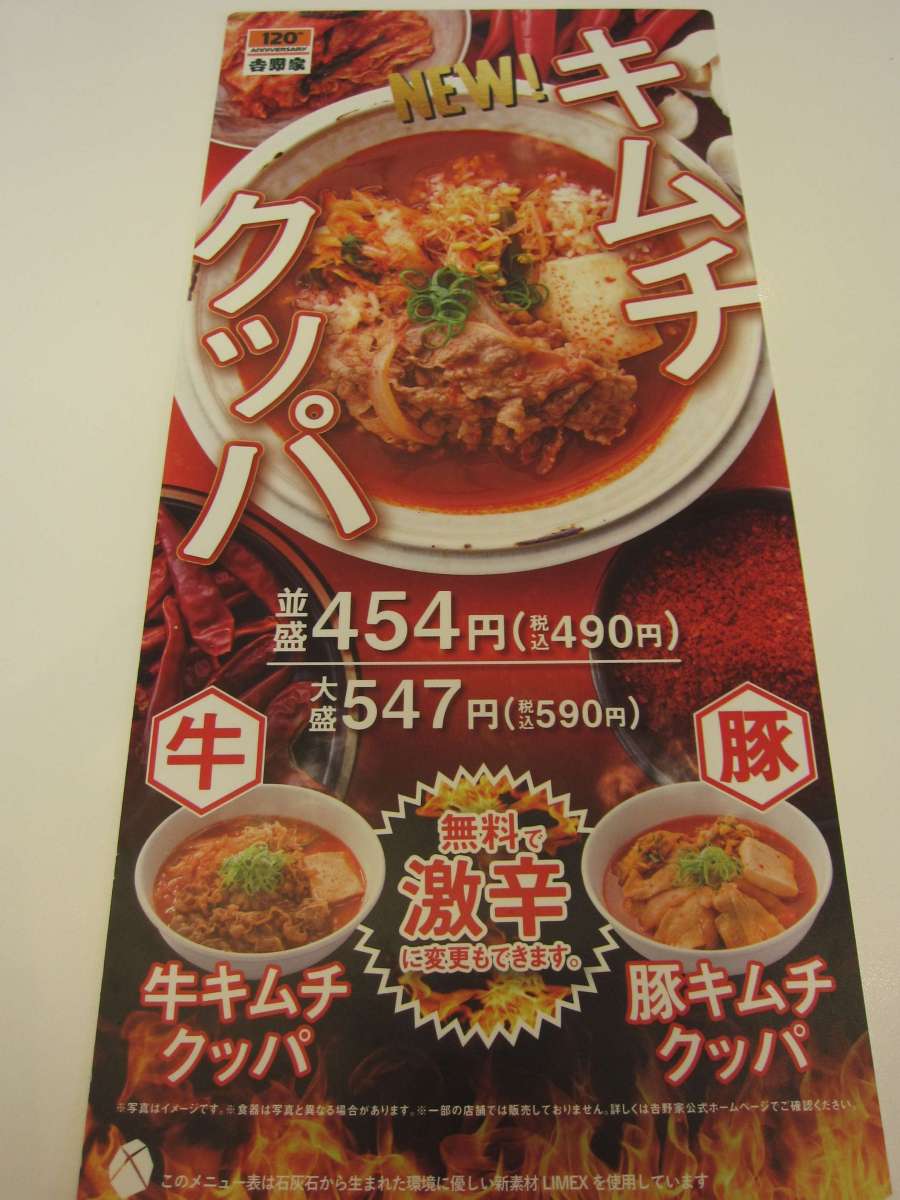 120th
ANNIVERSARY
吉野家
NEW!
キムチ
クッパ
並盛454円(税込490円)
大盛547円(税込590円)
牛
豚
無料で
激辛
に変更もできます。
牛キムチ
クッパ
豚キムチ
クッパ
※写真はイメージです。※食器は写真と異なる場合があります。※一部の店舗では販売しておりません。詳しくは吉野家公式ホームページでご確認ください。
このメニュー表は石灰石から生まれた環境に優しい新素材 LIMEX を使用しています